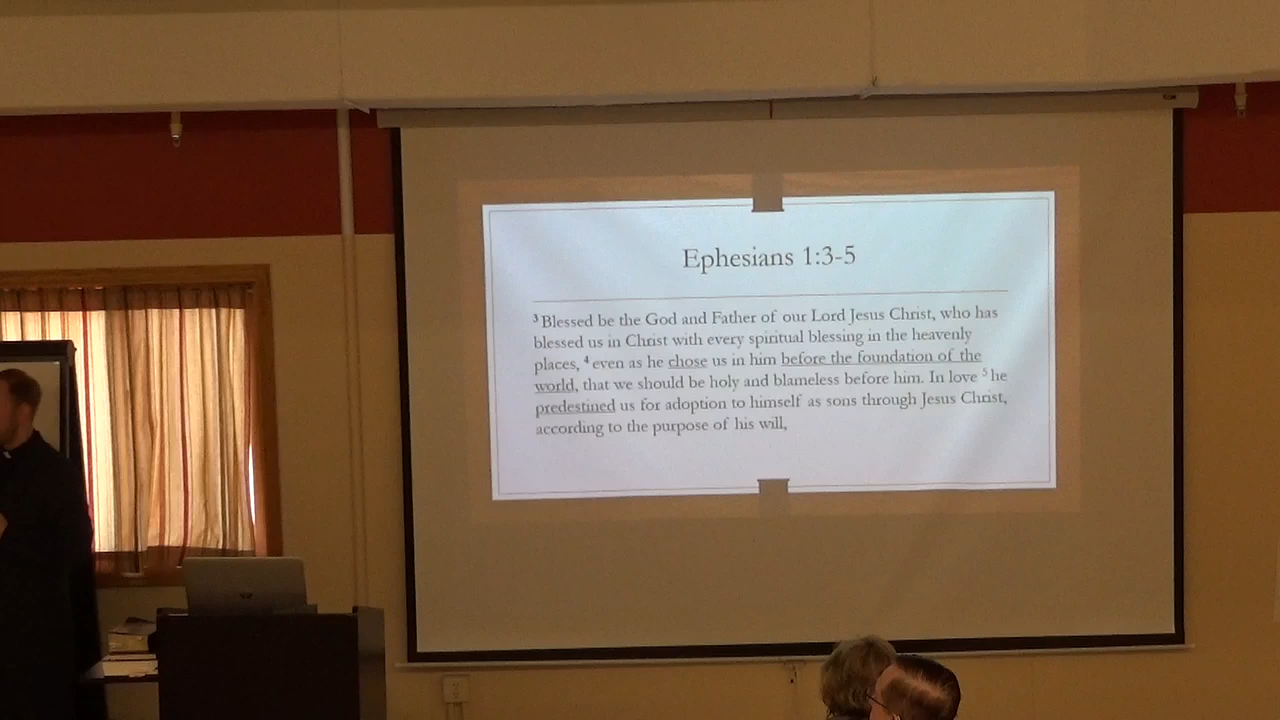 Ephesians 1:3-5
³ Blessed be the God and Father of our Lord Jesus Christ, who has
blessed us in Christ with every spiritual blessing in the heavenly
places, ⁴ even as he chose us in him before the foundation of the
world, that we should be holy and blameless before him. In love ⁵ he
predestined us for adoption to himself as sons through Jesus Christ,
according to the purpose of his will,